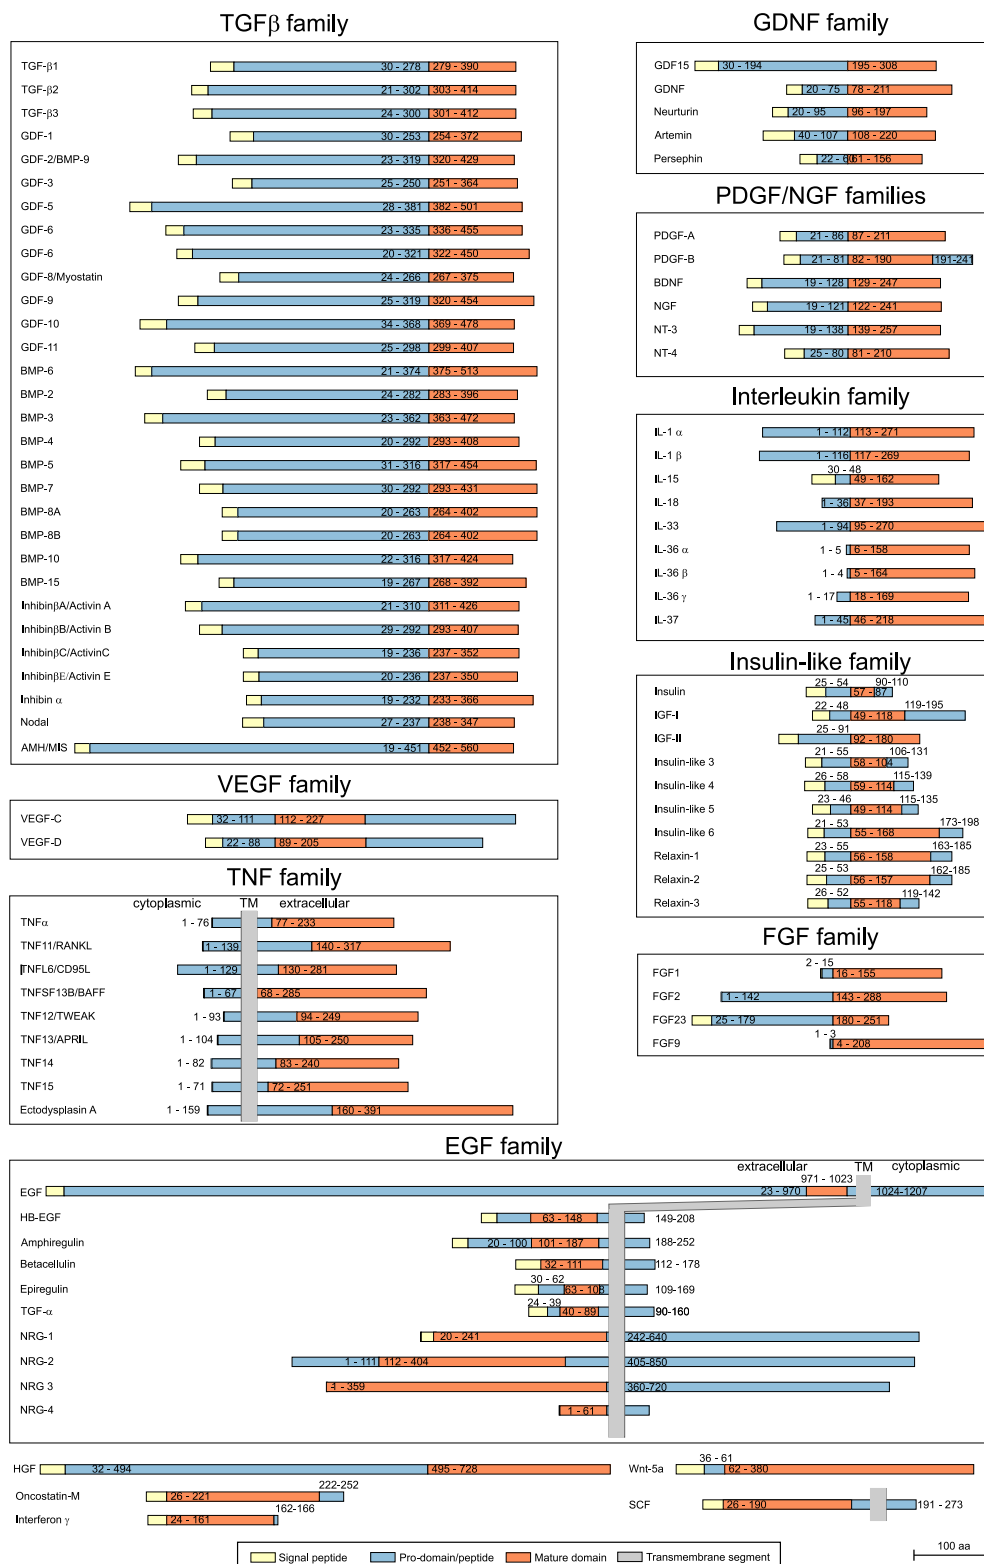 TGFβ family
TGF-β1 30 - 278 279 - 390
TGF-β2 21 - 302 303 - 414
TGF-β3 24 - 300 301 - 412
GDF-1 30 - 253 254 - 372
GDF-2/BMP-9 23 - 319 320 - 429
GDF-3 25 - 250 251 - 364
GDF-5 28 - 381 382 - 501
GDF-6 23 - 335 336 - 455
GDF-6 20 - 321 322 - 450
GDF-8/Myostatin 24 - 266 267 - 375
GDF-9 25 - 319 320 - 454
GDF-10 34 - 368 369 - 478
GDF-11 25 - 298 299 - 407
BMP-6 21 - 374 375 - 513
BMP-2 24 - 282 283 - 396
BMP-3 23 - 362 363 - 472
BMP-4 20 - 292 293 - 408
BMP-5 31 - 316 317 - 454
BMP-7 30 - 292 293 - 431
BMP-8A 20 - 263 264 - 402
BMP-8B 20 - 263 264 - 402
BMP-10 22 - 316 317 - 424
BMP-15 19 - 267 268 - 392
InhibinβA/Activin A 21 - 310 311 - 426
InhibinβB/Activin B 29 - 292 293 - 407
InhibinβC/ActivinC 19 - 236 237 - 352
InhibinβE/Activin E 20 - 236 237 - 350
Inhibin α 19 - 232 233 - 366
Nodal 27 - 237 238 - 347
AMH/MIS 19 - 451 452 - 560
VEGF family
VEGF-C 32 - 111 112 - 227
VEGF-D 22 - 88 89 - 205
TNF family
cytoplasmic TM extracellular
TNFα 1 - 76 77 - 233
TNF11/RANKL 1 - 139 140 - 317
TNFL6/CD95L 1 - 129 130 - 281
TNFSF13B/BAFF 1 - 67 68 - 285
TNF12/TWEAK 1 - 93 94 - 249
TNF13/APRIL 1 - 104 105 - 250
TNF14 1 - 82 83 - 240
TNF15 1 - 71 72 - 251
Ectodysplasin A 1 - 159 160 - 391
GDNF family
GDF15 30 - 194 195 - 308
GDNF 20 - 75 78 - 211
Neurturin 20 - 95 96 - 197
Artemin 40 - 107 108 - 220
Persephin 22 - 60 61 - 156
PDGF/NGF families
PDGF-A 21 - 86 87 - 211
PDGF-B 21 - 81 82 - 190 191-241
BDNF 19 - 128 129 - 247
NGF 19 - 121 122 - 241
NT-3 19 - 138 139 - 257
NT-4 25 - 80 81 - 210
Interleukin family
IL-1 α 1 - 112 113 - 271
IL-1 β 1 - 116 117 - 269
30 - 48
IL-15 49 - 162
IL-18 1 - 36 37 - 193
IL-33 1 - 94 95 - 270
IL-36 α 1 - 5 6 - 158
IL-36 β 1 - 4 5 - 164
IL-36 γ 1 - 17 18 - 169
IL-37 1 - 45 46 - 218
Insulin-like family
25 - 54 90-110
Insulin 57 - 87
22 - 48 119-195
IGF-I 49 - 118
25 - 91
IGF-II 92 - 180
21 - 55 106-131
Insulin-like 3 58 - 104
26 - 58 115-139
Insulin-like 4 59 - 114
23 - 46 115-135
Insulin-like 5 49 - 114
21 - 53 173-198
Insulin-like 6 55 - 168
23 - 55 163-185
Relaxin-1 56 - 158
25 - 53 162-185
Relaxin-2 56 - 157
26 - 52 119-142
Relaxin-3 55 - 118
FGF family
2 - 15
FGF1 16 - 155
FGF2 1 - 142 143 - 288
FGF23 25 - 179 180 - 251
1 - 3
FGF9 4 - 208
EGF family
extracellular TM cytoplasmic
971 - 1023
EGF 23 - 970 1024-1207
HB-EGF 63 - 148 149-208
Amphiregulin 20 - 100 101 - 187 188-252
Betacellulin 32 - 111 112 - 178
30 - 62
Epiregulin 63 - 108 109-169
24 - 39
TGF-α 40 - 89 90-160
NRG-1 20 - 241 242-640
NRG-2 1 - 111 112 - 404 405-850
NRG 3 1 - 359 360-720
NRG-4 1 - 61
HGF 32 - 494 495 - 728
222-252
Oncostatin-M 26 - 221
162-166
Interferon γ 24 - 161
36 - 61
Wnt-5a 62 - 380
SCF 26 - 190 191 - 273
Signal peptide Pro-domain/peptide Mature domain Transmembrane segment
100 aa